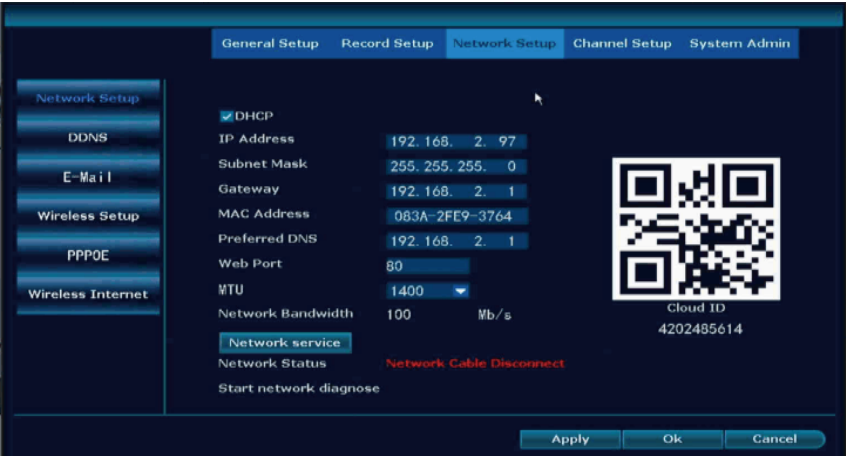 General Setup Record Setup Network Setup Channel Setup System Admin
Network Setup
DDNS
E-Mail
Wireless Setup
PPPOE
Wireless Internet
DHCP
IP Address 192.168. 2. 97
Subnet Mask 255.255.255. 0
Gateway 192.168. 2. 1
MAC Address 083A-2FE9-3764
Preferred DNS 192.168. 2. 1
Web Port 80
MTU 1400
Network Bandwidth 100 Mb/s
Network service
Network Status Network Cable Disconnect
Start network diagnose
Cloud ID
4202485614
Apply Ok Cancel